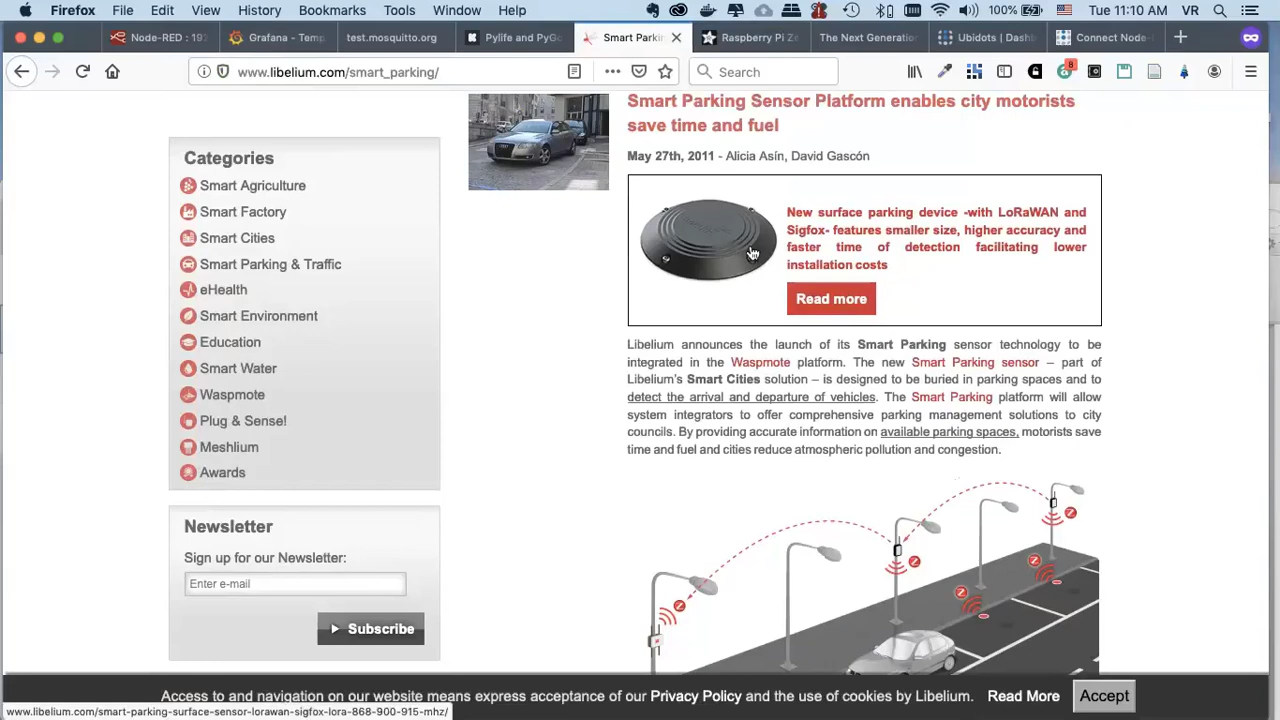 Firefox File Edit View History Bookmarks Tools Window Help 100% Tue 11:10 AM VR
Node-RED : 192 Grafana - Temp test.mosquitto.org Pylife and PyGo Smart Parkin Raspberry Pi Ze The Next Generation Ubidots | Dashb Connect Node-
www.libelium.com/smart_parking/ Search 8
Smart Parking Sensor Platform enables city motorists
save time and fuel
May 27th, 2011 - Alicia Asín, David Gascón
New surface parking device -with LoRaWAN and
Sigfox- features smaller size, higher accuracy and
faster time of detection facilitating lower
installation costs
Read more
Libelium announces the launch of its Smart Parking sensor technology to be
integrated in the Waspmote platform. The new Smart Parking sensor – part of
Libelium's Smart Cities solution – is designed to be buried in parking spaces and to
detect the arrival and departure of vehicles. The Smart Parking platform will allow
system integrators to offer comprehensive parking management solutions to city
councils. By providing accurate information on available parking spaces, motorists save
time and fuel and cities reduce atmospheric pollution and congestion.
Categories
Smart Agriculture
Smart Factory
Smart Cities
Smart Parking & Traffic
eHealth
Smart Environment
Education
Smart Water
Waspmote
Plug & Sense!
Meshlium
Awards
Newsletter
Sign up for our Newsletter:
Enter e-mail
Subscribe
Access to and navigation on our website means express acceptance of our Privacy Policy and the use of cookies by Libelium. Read More Accept
www.libelium.com/smart-parking-surface-sensor-lorawan-sigfox-lora-868-900-915-mhz/